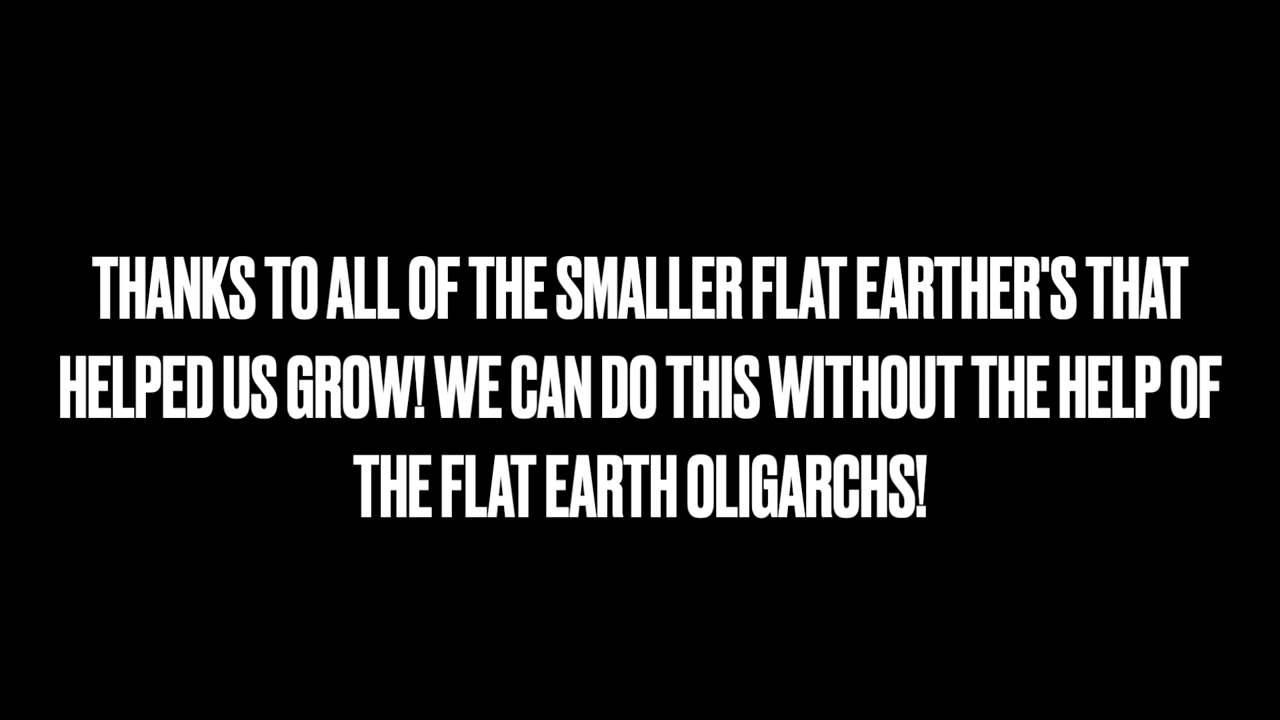 THANKS TO ALL OF THE SMALLER FLAT EARTHER'S THAT
HELPED US GROW! WE CAN DO THIS WITHOUT THE HELP OF
THE FLAT EARTH OLIGARCHS!